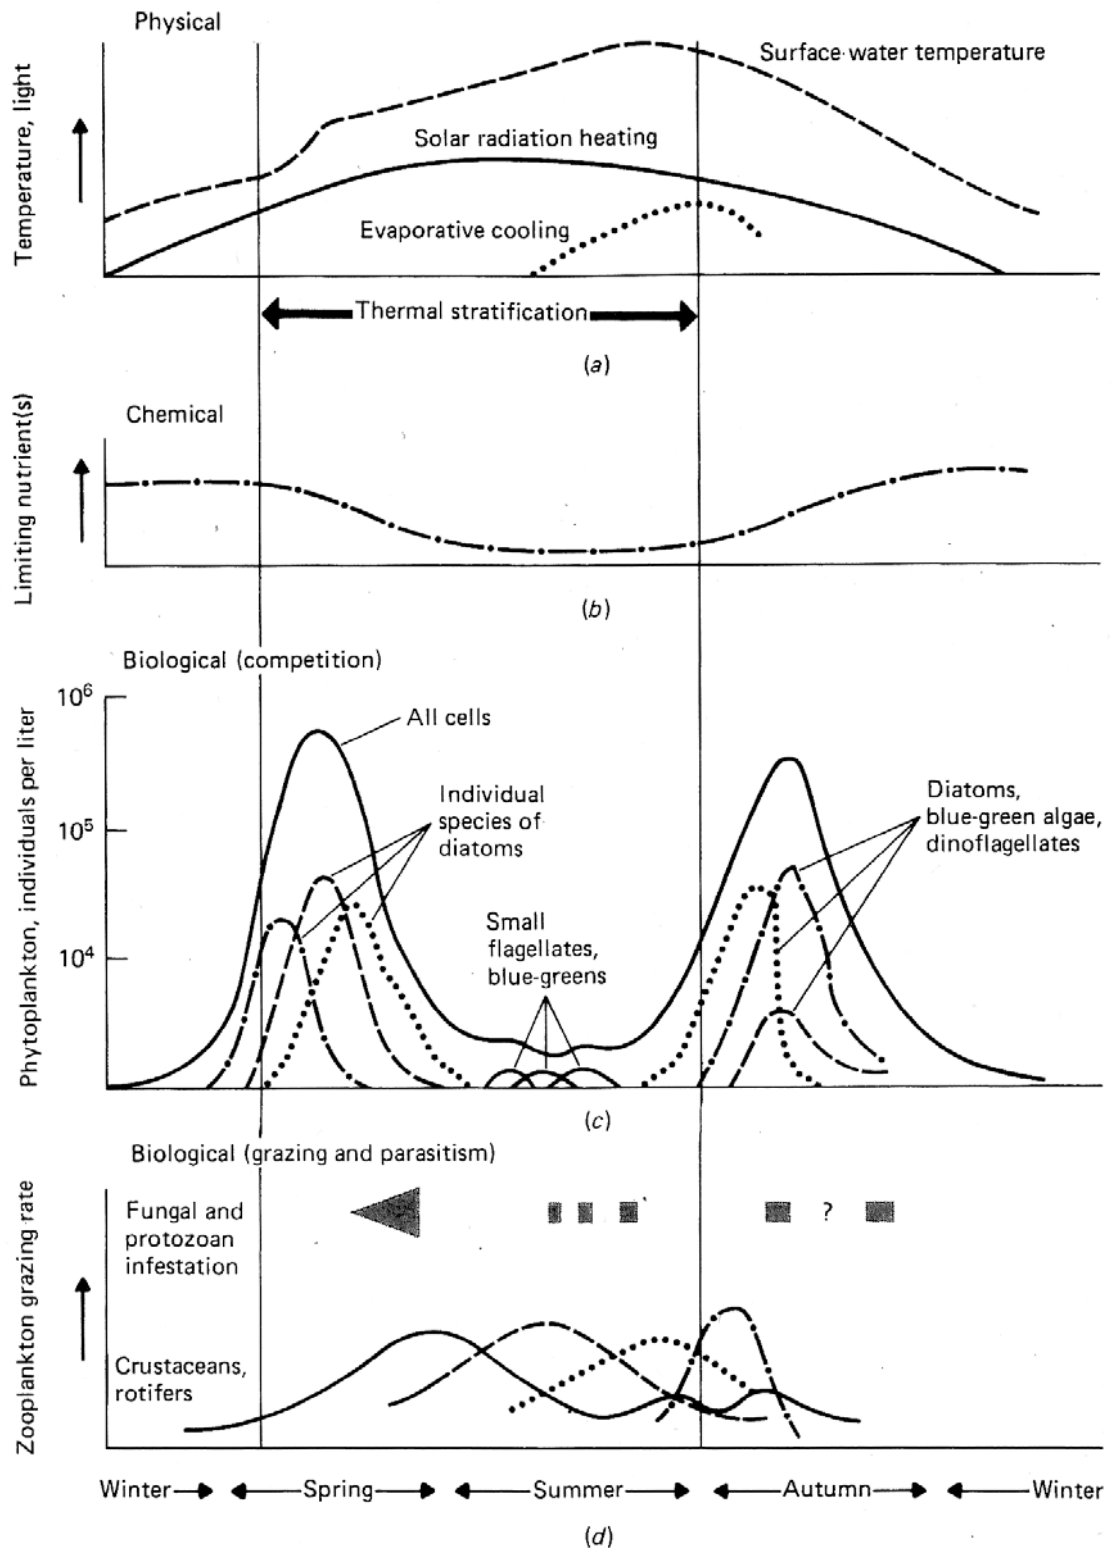 Physical
Surface water temperature
Solar radiation heating
Evaporative cooling
Temperature, light
Thermal stratification
(a)
Chemical
Limiting nutrient(s)
(b)
Biological (competition)
10⁶
10⁵
10⁴
Phytoplankton, individuals per liter
All cells
Individual
species of
diatoms
Small
flagellates,
blue-greens
Diatoms,
blue-green algae,
dinoflagellates
(c)
Biological (grazing and parasitism)
Zooplankton grazing rate
Fungal and
protozoan
infestation
?
Crustaceans,
rotifers
Winter
Spring
Summer
Autumn
Winter
(d)